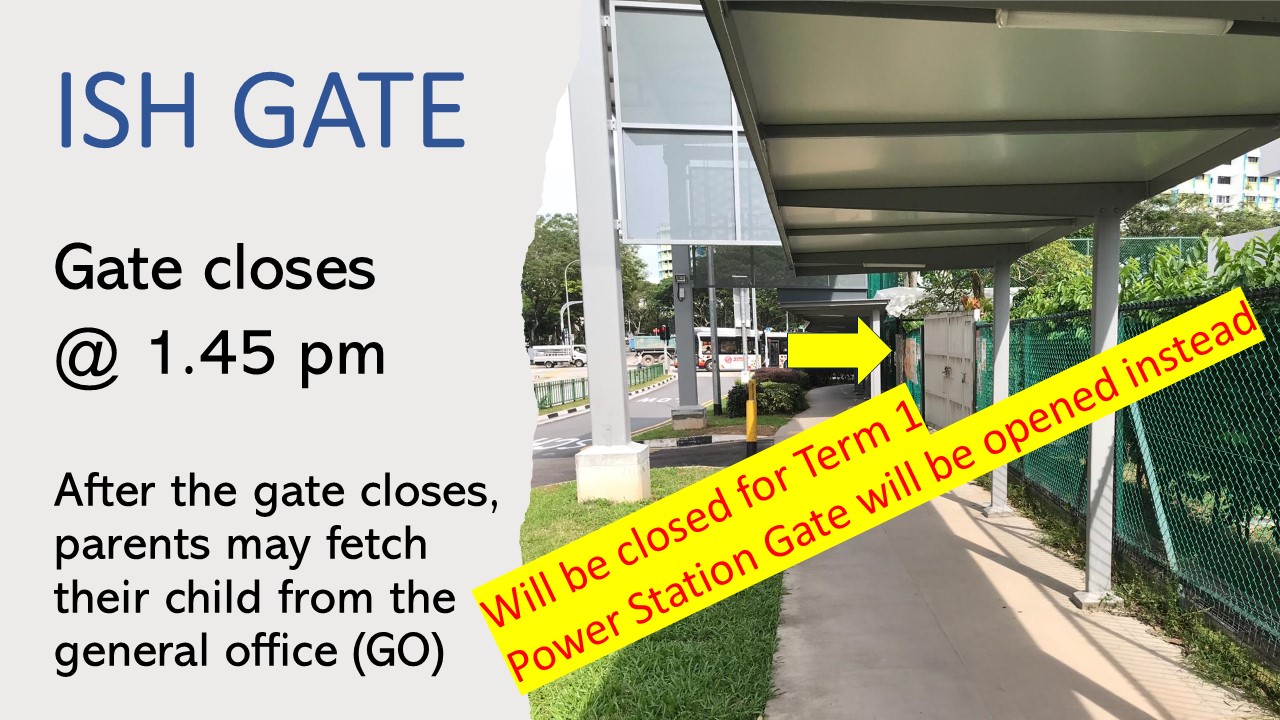 ISH GATE
Gate closes
@ 1.45 pm
After the gate closes,
parents may fetch
their child from the
general office (GO)
Will be closed for Term 1
Power Station Gate will be opened instead